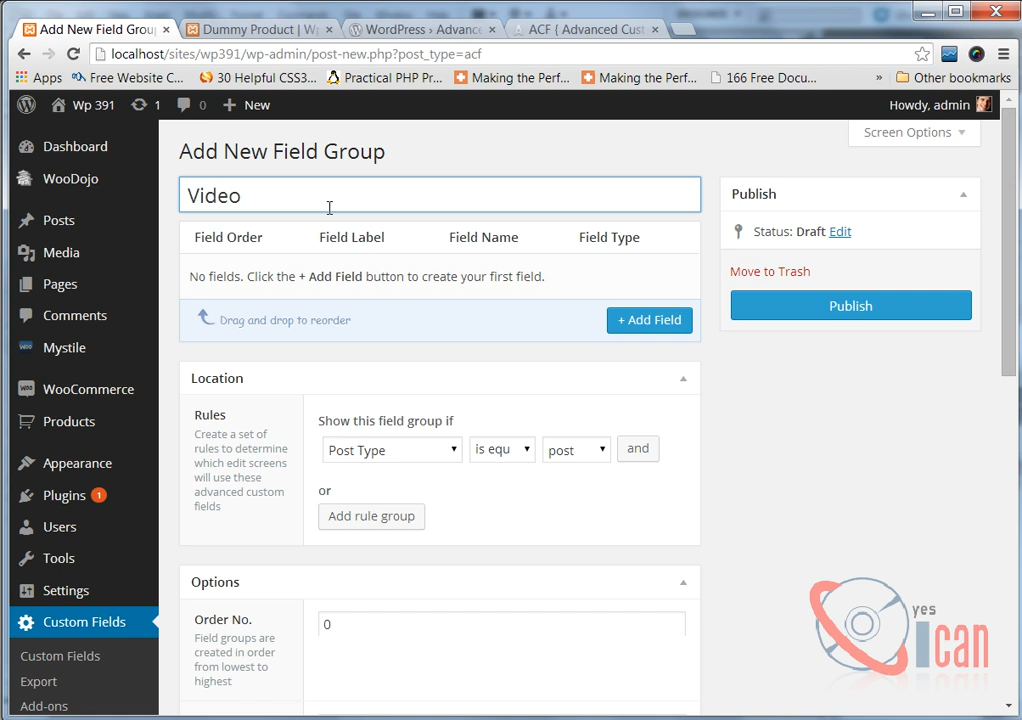 Add New Field Grou
Dummy Product | W
WordPress › Advance
ACF { Advanced Cust
localhost/sites/wp391/wp-admin/post-new.php?post_type=acf
Apps
Free Website C...
30 Helpful CSS3...
Practical PHP Pr...
Making the Perf...
Making the Perf...
166 Free Docu...
»
Other bookmarks
Wp 391
1
0
+ New
Howdy, admin
Screen Options
Dashboard
WooDojo
Posts
Media
Pages
Comments
Mystile
WooCommerce
Products
Appearance
Plugins 1
Users
Tools
Settings
Custom Fields
Custom Fields
Export
Add-ons
Add New Field Group
Video
Field Order Field Label Field Name Field Type
No fields. Click the + Add Field button to create your first field.
Drag and drop to reorder
+ Add Field
Location
Rules
Create a set of
rules to determine
which edit screens
will use these
advanced custom
fields
Show this field group if
Post Type is equ post and
or
Add rule group
Options
Order No.
Field groups are
created in order
from lowest to
highest
0
Publish
Status: Draft Edit
Move to Trash
Publish
yes
ican